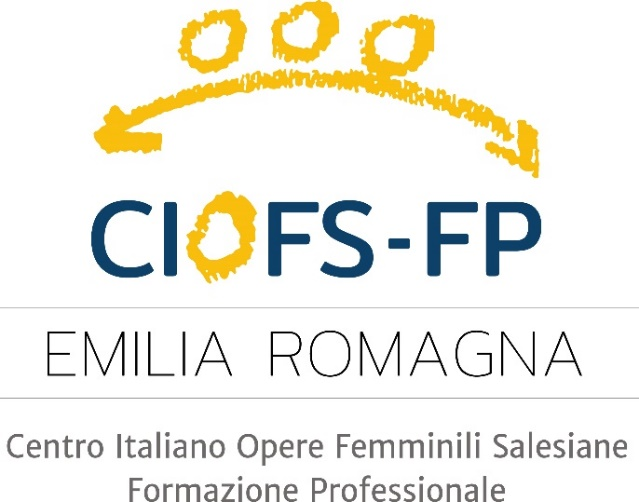 CIOFS-FP
EMILIA ROMAGNA
Centro Italiano Opere Femminili Salesiane
Formazione Professionale